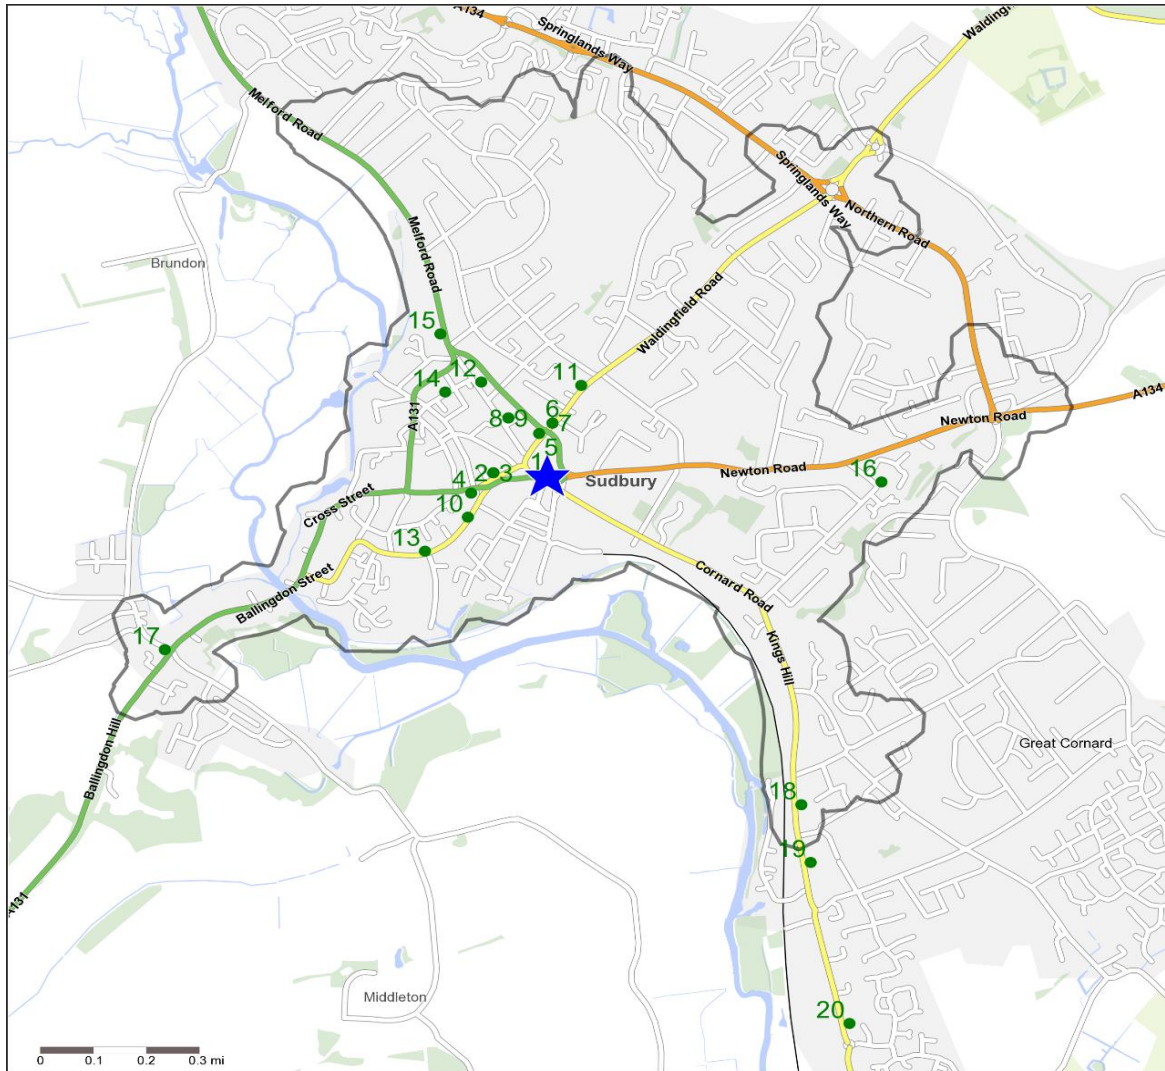 A134
Springlands Way
Waldingf
Melford Road
Springlands Way
Northern Road
Melford Road
Brundon
Waldingfield Road
15
12
11
14
A131
8
9
6
7
5
A134
Newton Road
Newton Road
1
2
3
Sudbury
16
4
Cross Street
10
13
Cornard Road
Ballingdon Street
17
Kings Hill
Ballingdon Hill
Great Cornard
18
19
A131
Middleton
20
0 0.1 0.2 0.3 mi